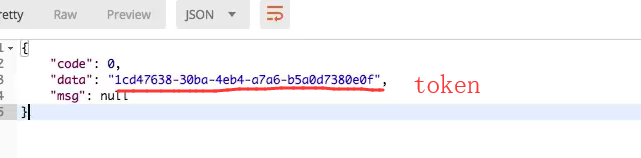 etty Raw Preview JSON
1 {
2 "code": 0,
3 "data": "1cd47638-30ba-4eb4-a7a6-b5a0d7380e0f",
token
4 "msg": null
5 }